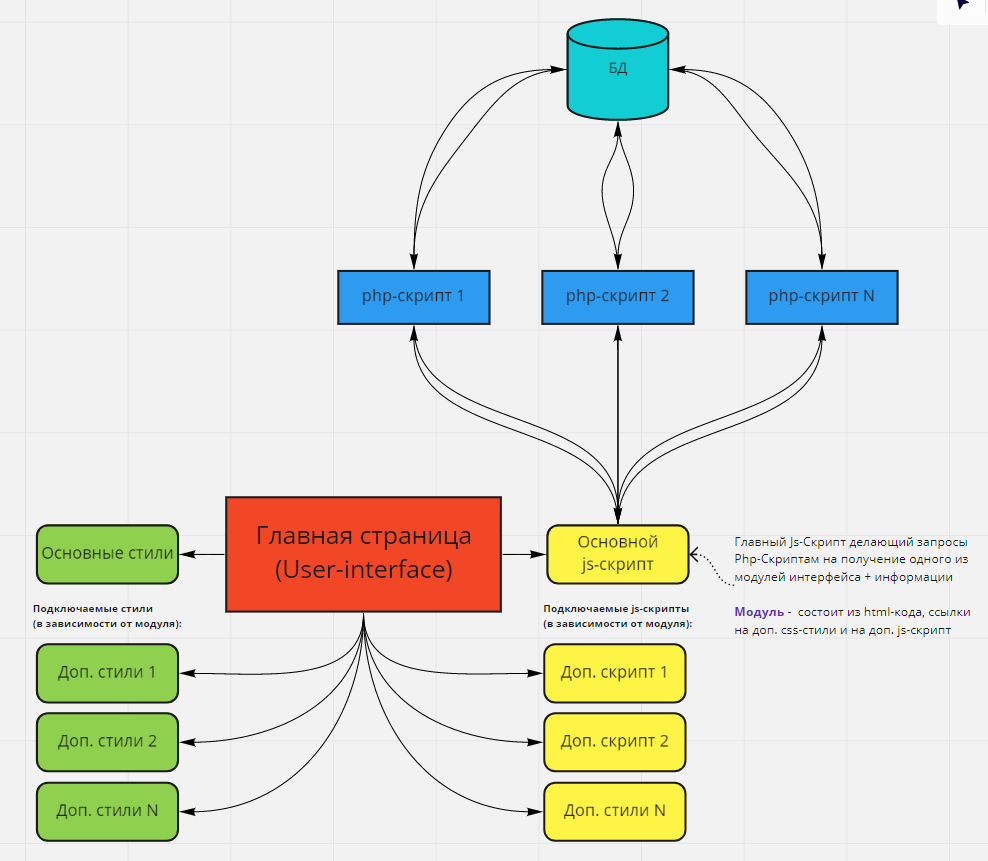 БД
php-скрипт 1
php-скрипт 2
php-скрипт N
Главная страница
(User-interface)
Основные стили
Основной
js-скрипт
Главный Js-Скрипт делающий запросы
Php-Скриптам на получение одного из
модулей интерфейса + информации
Модуль - состоит из html-кода, ссылки
на доп. css-стили и на доп. js-скрипт
Подключаемые стили
(в зависимости от модуля):
Доп. стили 1
Доп. стили 2
Доп. стили N
Подключаемые js-скрипты
(в зависимости от модуля):
Доп. скрипт 1
Доп. скрипт 2
Доп. стили N